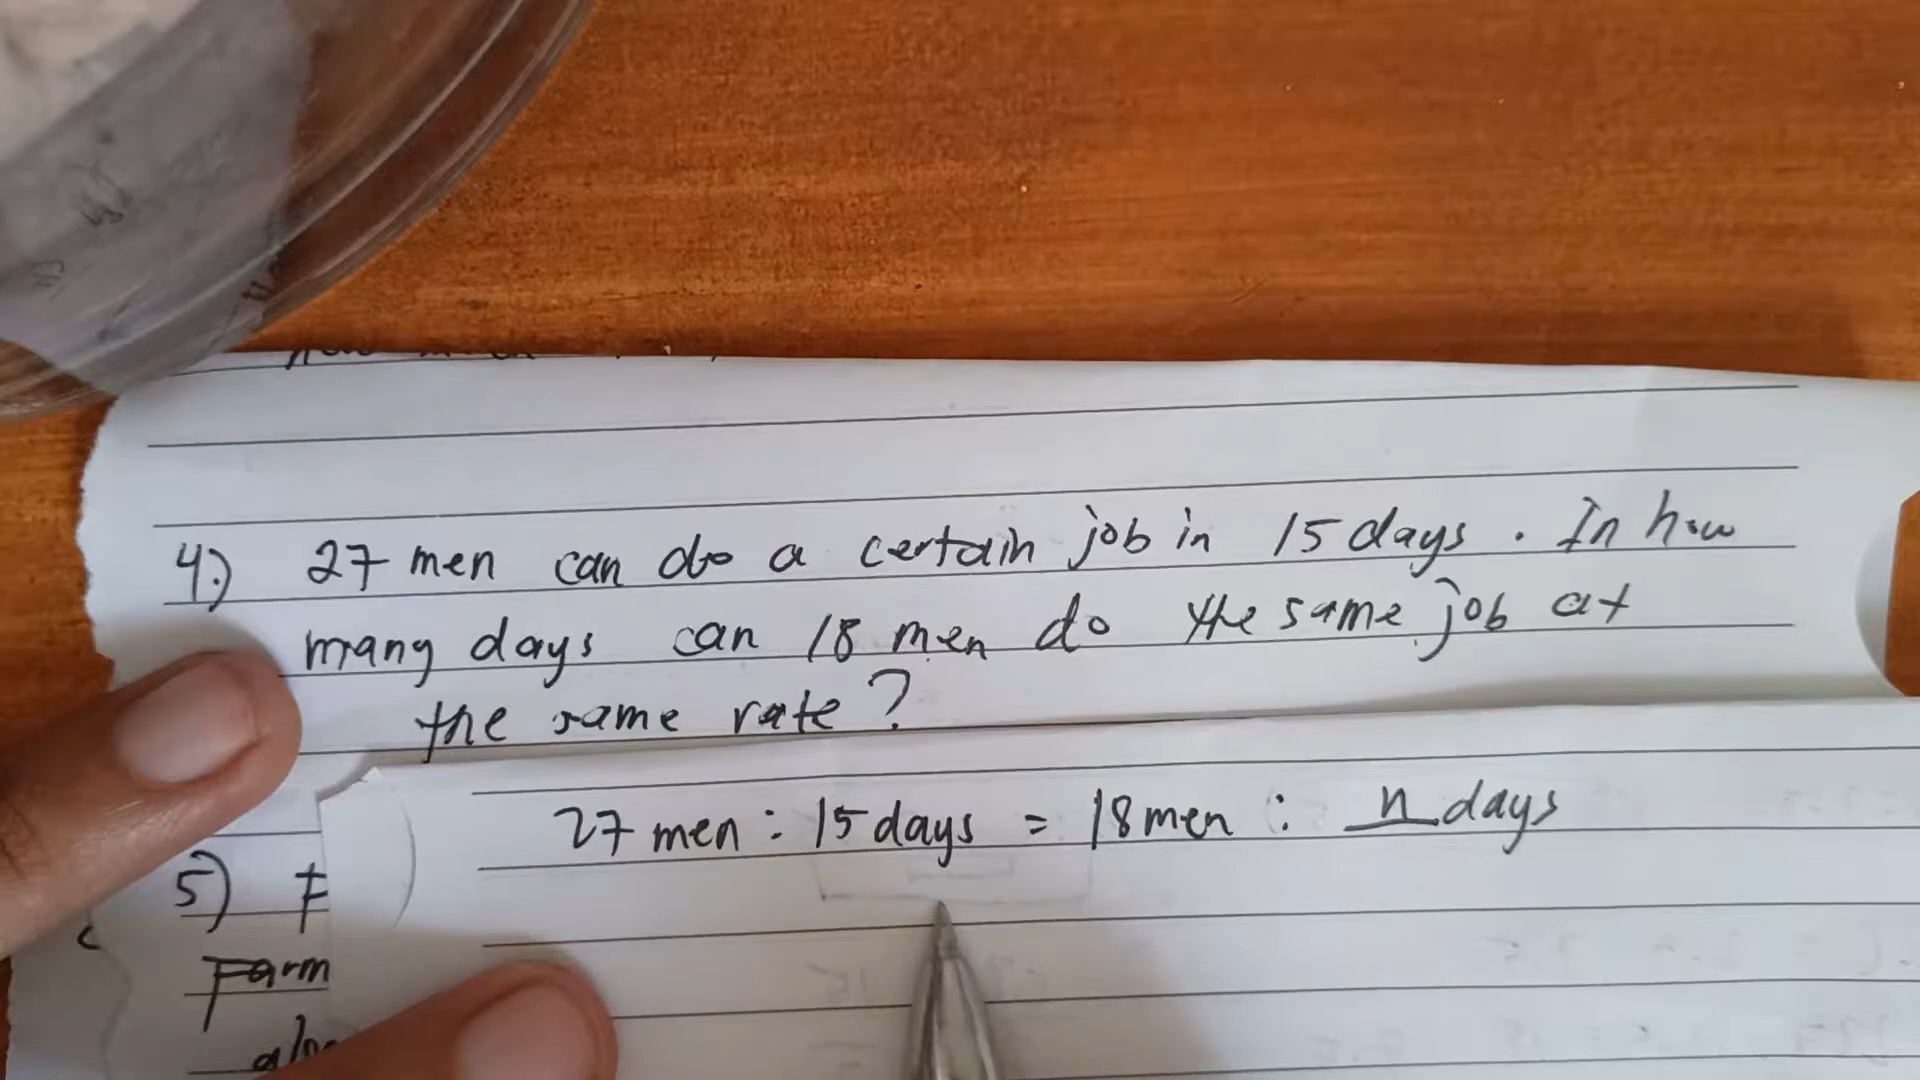 4.) 27 men can do a certain job in 15 days. In how
many days can 18 men do the same job at
the same rate?
27 men : 15 days = 18 men : n days
5)
Farm